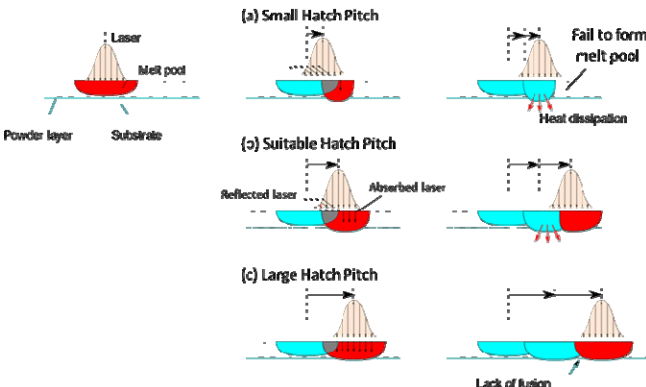 (a) Small Hatch Pitch
Laser
Melt pool
Powder layer
Substrate
Fail to form
melt pool
Heat dissipation
(b) Suitable Hatch Pitch
Reflected laser
Absorbed laser
(c) Large Hatch Pitch
Lack of fusion